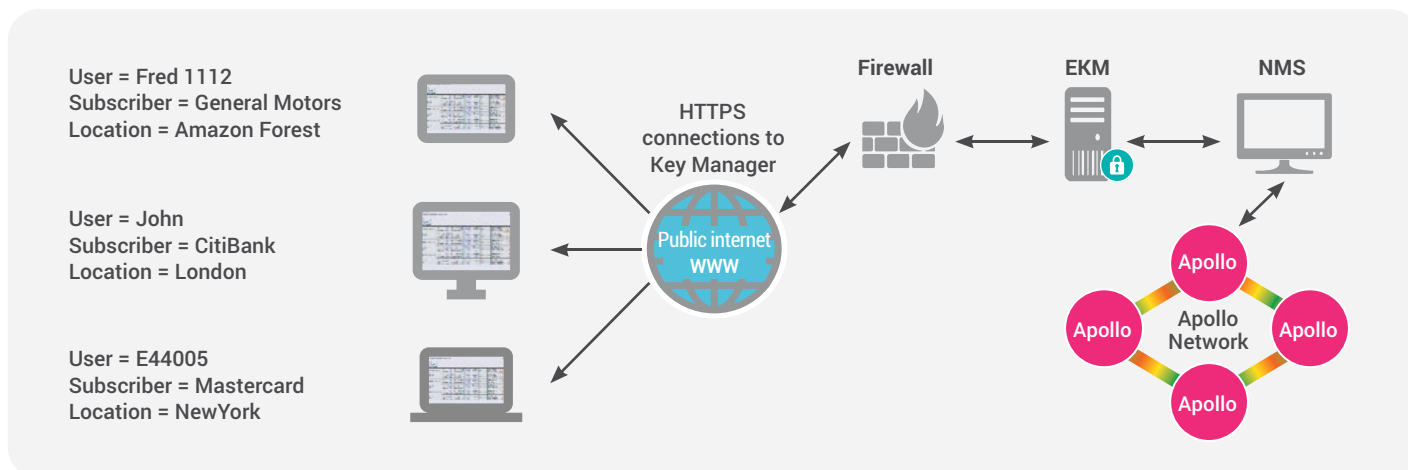 User = Fred 1112
Subscriber = General Motors
Location = Amazon Forest
User = John
Subscriber = CitiBank
Location = London
User = E44005
Subscriber = Mastercard
Location = NewYork
HTTPS
connections to
Key Manager
Public internet
WWW
Firewall
EKM
NMS
Apollo
Apollo
Apollo
Network
Apollo
Apollo